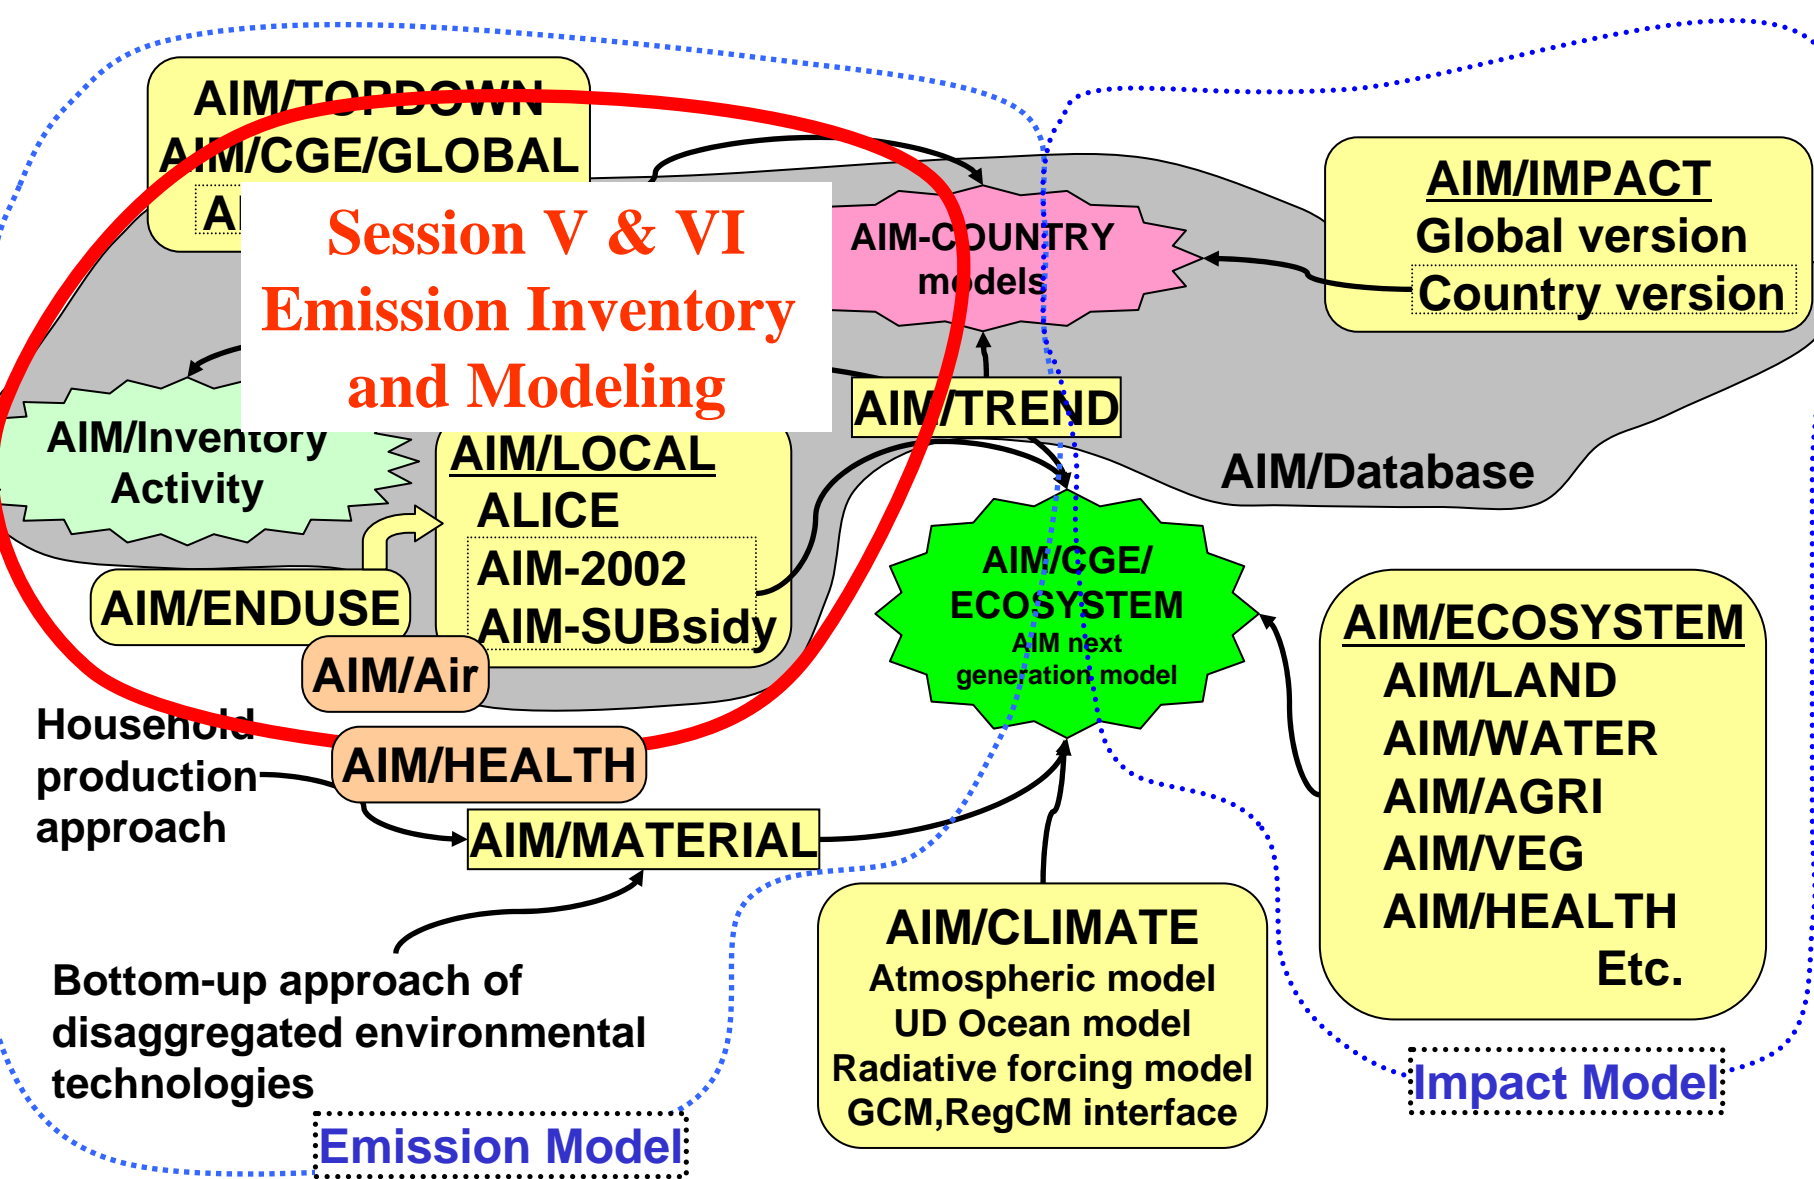 AIM/TOPDOWN
AIM/CGE/GLOBAL
Session V & VI
Emission Inventory
and Modeling
AIM-COUNTRY
models
AIM/IMPACT
Global version
Country version
AIM/TREND
AIM/Database
AIM/Inventory
Activity
AIM/LOCAL
ALICE
AIM-2002
AIM-SUBsidy
AIM/ENDUSE
AIM/Air
AIM/HEALTH
AIM/CGE/
ECOSYSTEM
AIM next
generation model
AIM/ECOSYSTEM
AIM/LAND
AIM/WATER
AIM/AGRI
AIM/VEG
AIM/HEALTH
Etc.
Household
production
approach
AIM/MATERIAL
Bottom-up approach of
disaggregated environmental
technologies
AIM/CLIMATE
Atmospheric model
UD Ocean model
Radiative forcing model
GCM,RegCM interface
Emission Model
Impact Model